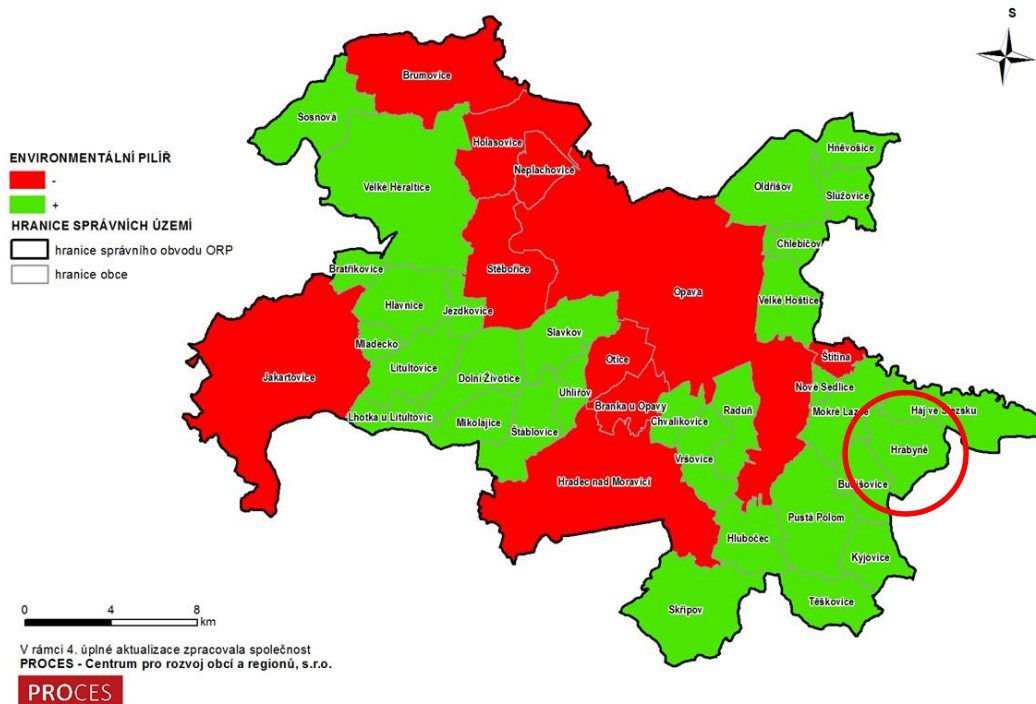 S
ENVIRONMENTÁLNÍ PILÍŘ
-
+
HRANICE SPRÁVNÍCH ÚZEMÍ
hranice správního obvodu ORP
hranice obce
Brumovice
Sosnová
Holasovice
Neplachovice
Velké Heraltice
Hněvošice
Oldřišov
Služovice
Chlebičov
Stěbořice
Bratříkovice
Opava
Velké Hoštice
Hlavnice
Jezdkovice
Slavkov
Mladecko
Otice
Štítina
Jakartovice
Litultovice
Dolní Životice
Uhlířov
Nové Sedlice
Branka u Opavy
Raduň
Mokré Lazce
Háj ve Slezsku
Lhotka u Litultovic
Mikolajice
Štáblovice
Chvalíkovice
Hrabyně
Vršovice
Hradec nad Moravicí
Budišovice
Pustá Polom
Hlubočec
Kyjovice
Skřipov
Těškovice
0 4 8
km
V rámci 4. úplné aktualizace zpracovala společnost
PROCES - Centrum pro rozvoj obcí a regionů, s.r.o.
PROCES